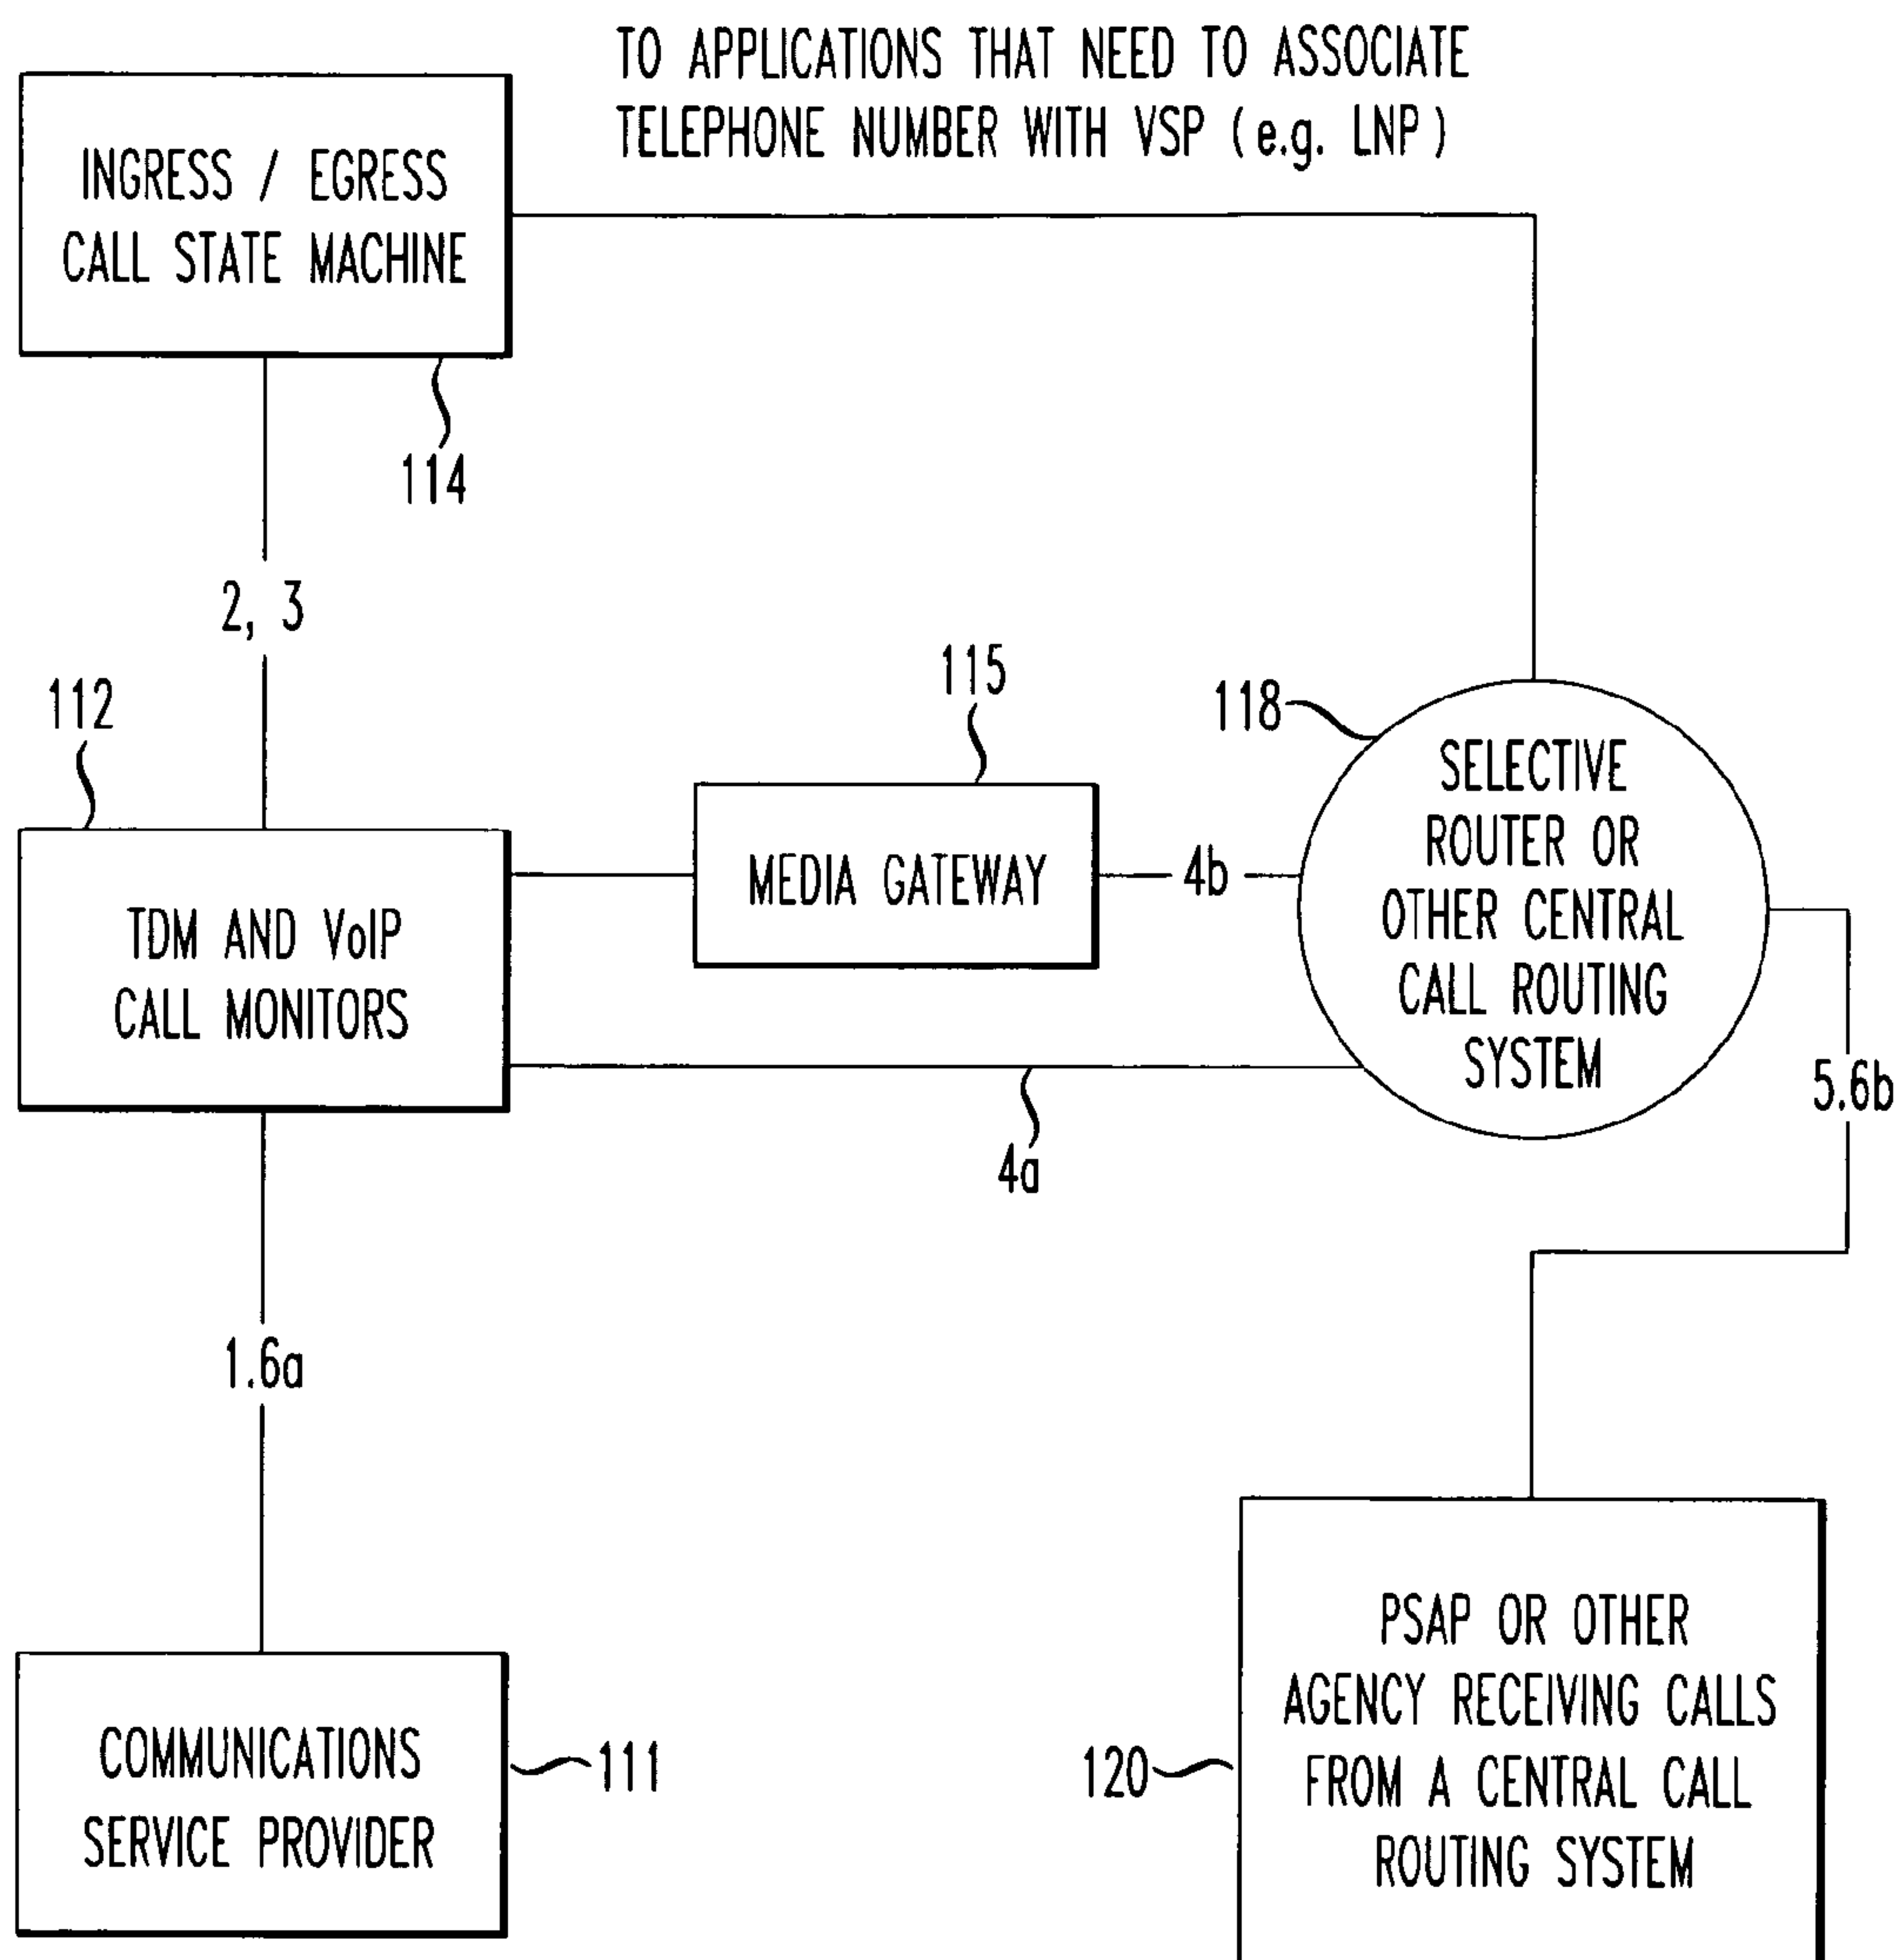 TO APPLICATIONS THAT NEED TO ASSOCIATE
TELEPHONE NUMBER WITH VSP (e.g. LNP)
INGRESS / EGRESS
CALL STATE MACHINE
114
2, 3
112
115
118
SELECTIVE
ROUTER OR
OTHER CENTRAL
CALL ROUTING
SYSTEM
MEDIA GATEWAY
4b
TDM AND VoIP
CALL MONITORS
4a
5.6b
1.6a
COMMUNICATIONS
SERVICE PROVIDER
111
120
PSAP OR OTHER
AGENCY RECEIVING CALLS
FROM A CENTRAL CALL
ROUTING SYSTEM